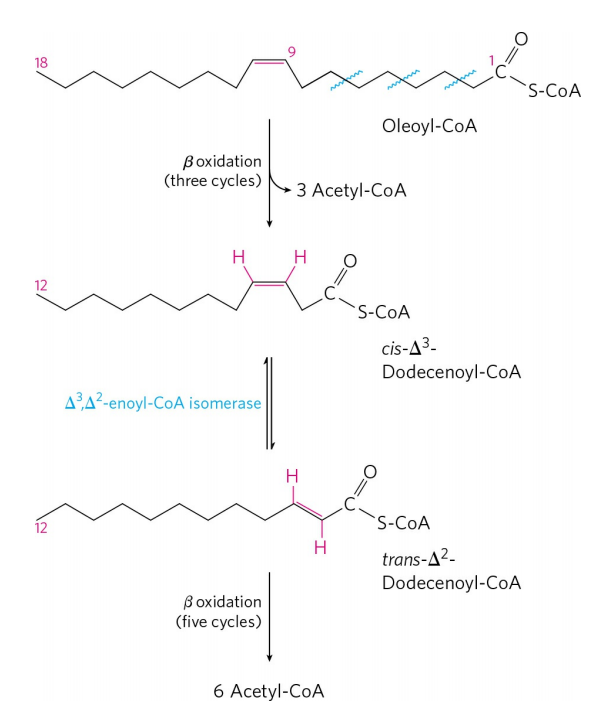 18
9
1
O
C
S-CoA
Oleoyl-CoA
β oxidation
(three cycles)
3 Acetyl-CoA
H
H
O
12
C
S-CoA
cis-Δ³-
Dodecenoyl-CoA
Δ³,Δ²-enoyl-CoA isomerase
H
O
C
12
S-CoA
H
trans-Δ²-
Dodecenoyl-CoA
β oxidation
(five cycles)
6 Acetyl-CoA